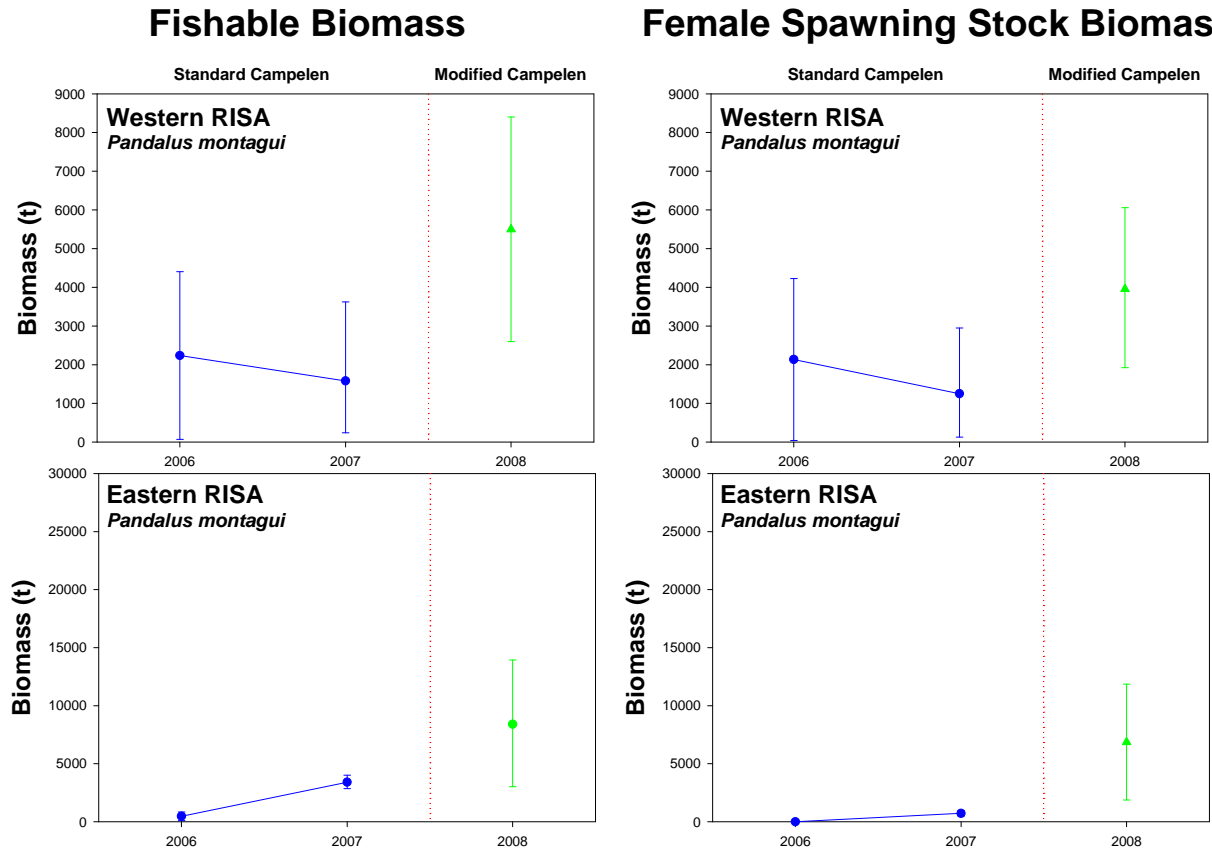 Fishable Biomass
Female Spawning Stock Biomas
Standard Campelen
Modified Campelen
Standard Campelen
Modified Campelen
Western RISA
Pandalus montagui
Biomass (t)
9000
8000
7000
6000
5000
4000
3000
2000
1000
0
2006
2007
2008
Western RISA
Pandalus montagui
Biomass (t)
9000
8000
7000
6000
5000
4000
3000
2000
1000
0
2006
2007
2008
Eastern RISA
Pandalus montagui
Biomass (t)
30000
25000
20000
15000
10000
5000
0
2006
2007
2008
Eastern RISA
Pandalus montagui
Biomass (t)
30000
25000
20000
15000
10000
5000
0
2006
2007
2008